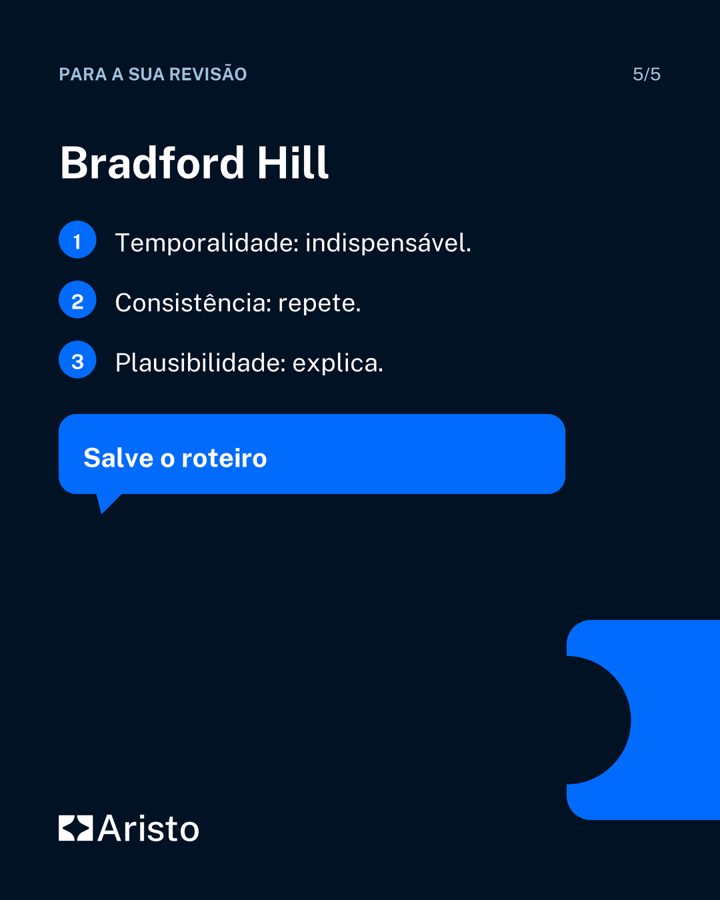 PARA A SUA REVISÃO
5/5
Bradford Hill
1 Temporalidade: indispensável.
2 Consistência: repete.
3 Plausibilidade: explica.
Salve o roteiro
Aristo